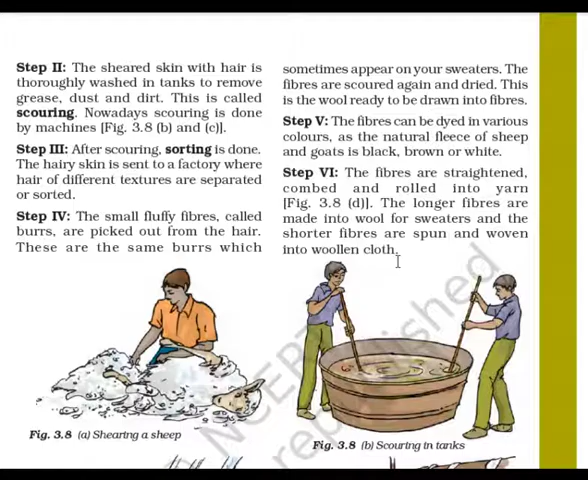 Step II: The sheared skin with hair is
thoroughly washed in tanks to remove
grease, dust and dirt. This is called
scouring. Nowadays scouring is done
by machines [Fig. 3.8 (b) and (c)].
Step III: After scouring, sorting is done.
The hairy skin is sent to a factory where
hair of different textures are separated
or sorted.
Step IV: The small fluffy fibres, called
burrs, are picked out from the hair.
These are the same burrs which
sometimes appear on your sweaters. The
fibres are scoured again and dried. This
is the wool ready to be drawn into fibres.
Step V: The fibres can be dyed in various
colours, as the natural fleece of sheep
and goats is black, brown or white.
Step VI: The fibres are straightened,
combed and rolled into yarn
[Fig. 3.8 (d)]. The longer fibres are
made into wool for sweaters and the
shorter fibres are spun and woven
into woollen cloth.
Fig. 3.8 (a) Shearing a sheep
Fig. 3.8 (b) Scouring in tanks